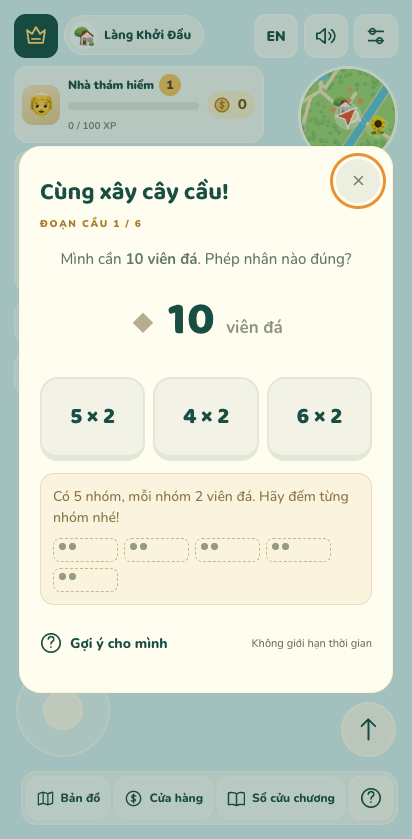 Làng Khởi Đầu
EN
Nhà thám hiểm 1
0
0 / 100 XP
×
Cùng xây cây cầu!
ĐOẠN CẦU 1 / 6
Mình cần 10 viên đá. Phép nhân nào đúng?
10 viên đá
5 × 2
4 × 2
6 × 2
Có 5 nhóm, mỗi nhóm 2 viên đá. Hãy đếm từng
nhóm nhé!
? Gợi ý cho mình
Không giới hạn thời gian
Bản đồ
Cửa hàng
Sổ cửu chương
?